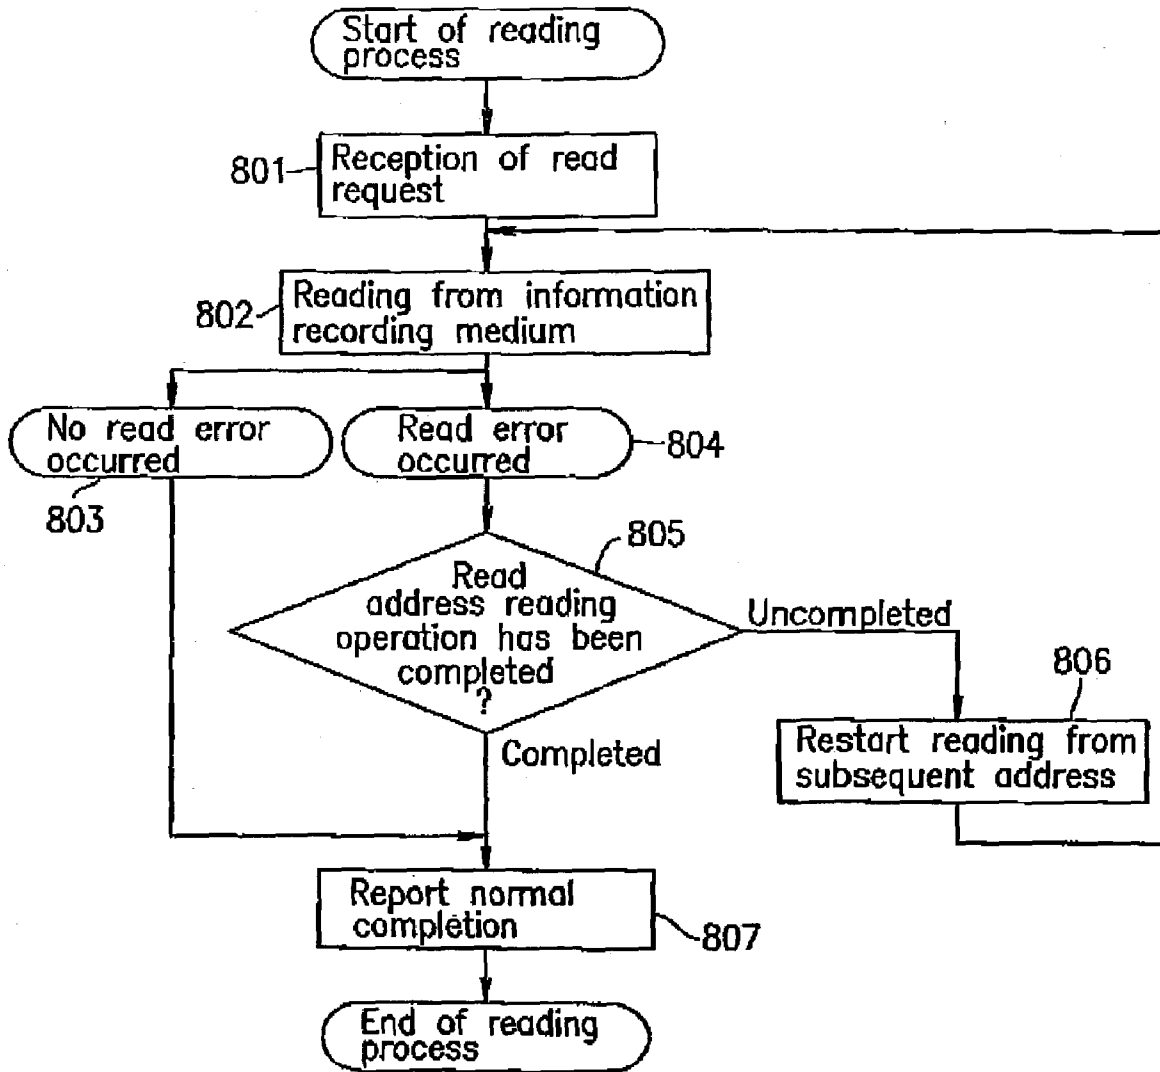 Start of reading
process
801
Reception of read
request
802
Reading from information
recording medium
No read error
occurred
803
Read error
occurred
804
805
Read
address reading
operation has been
completed
?
Uncompleted
Completed
806
Restart reading from
subsequent address
Report normal
completion
807
End of reading
process